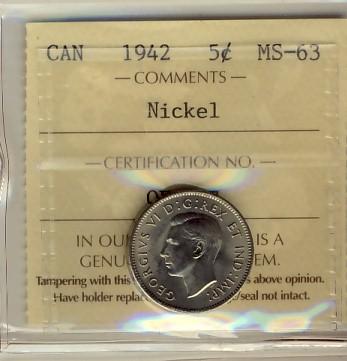 CAN 1942 5¢ MS-63
— COMMENTS —
Nickel
— CERTIFICATION NO. —
IN OU IS A
GENU EM.
Tampering with this s above opinion.
Have holder replac /seal not intact.
GEORGIVS VI D:G:REX ET IND:IMP: